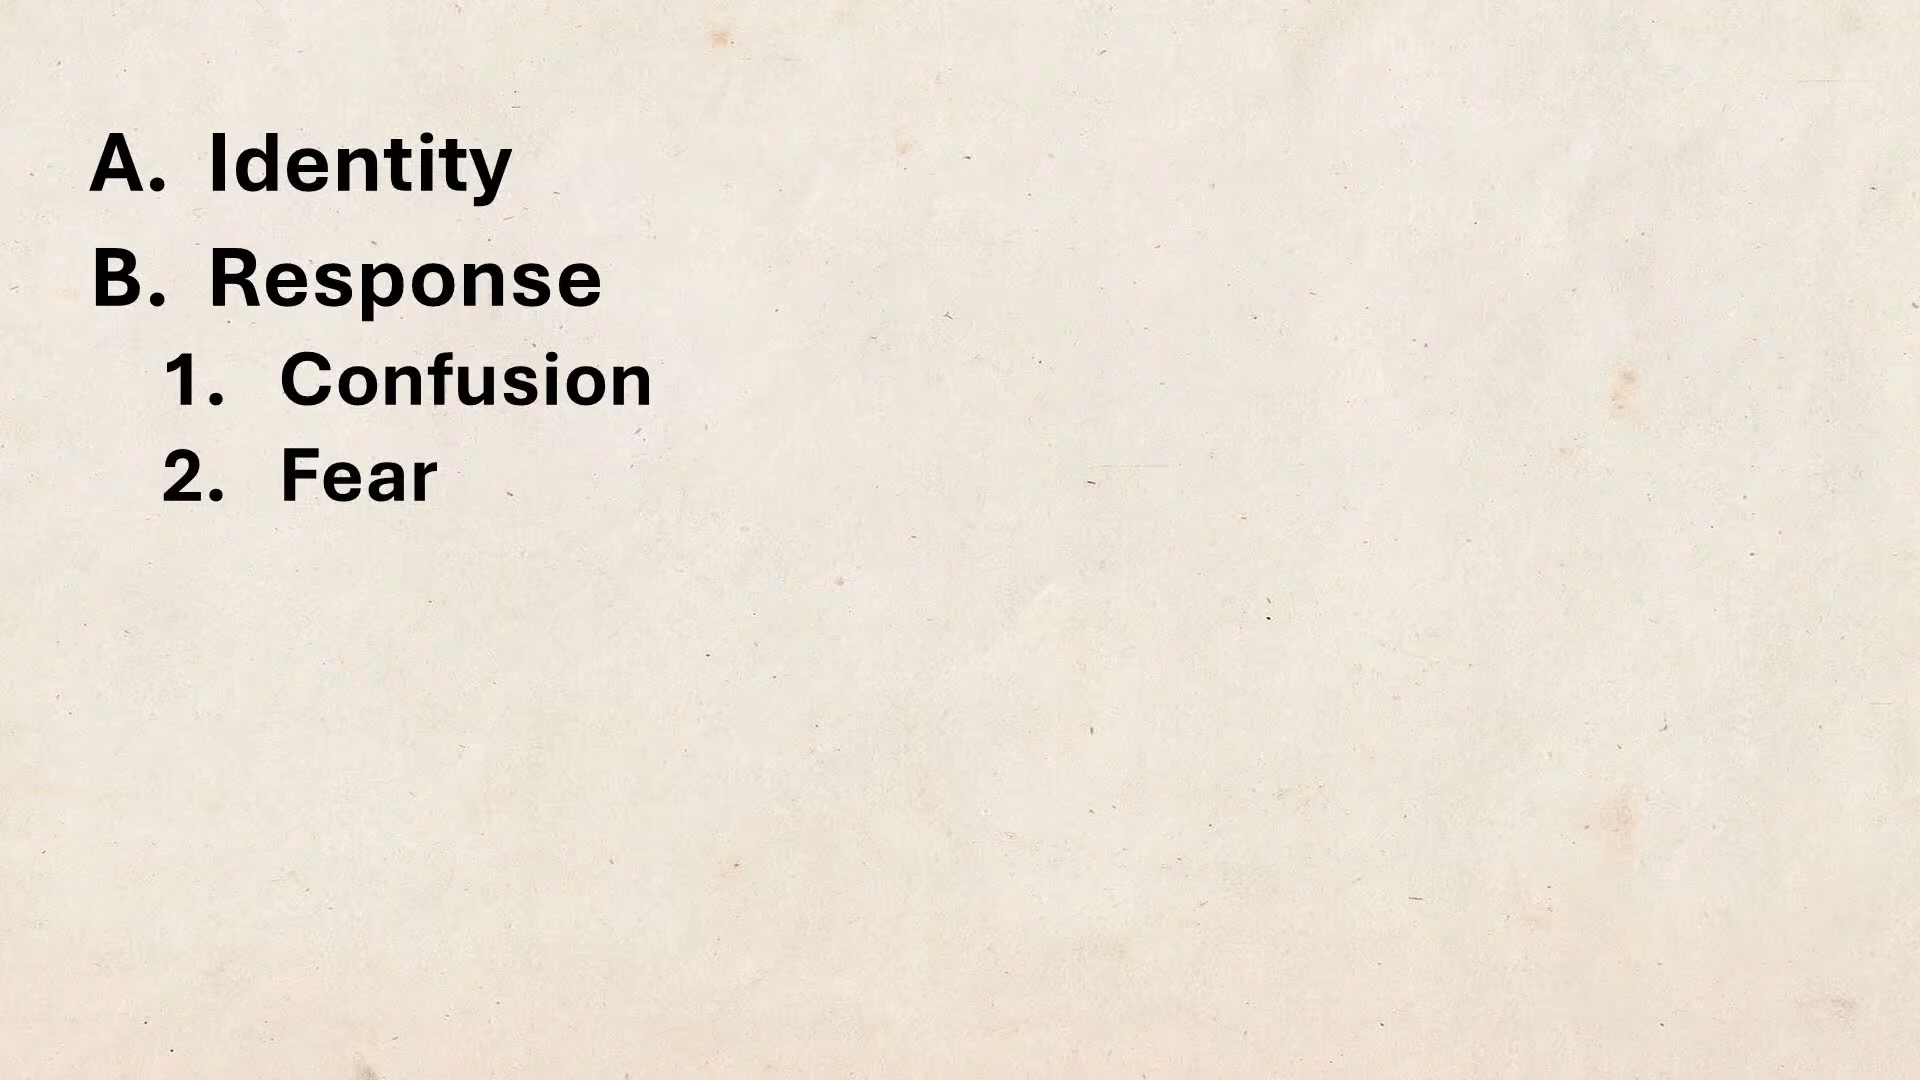 A. Identity
B. Response
1. Confusion
2. Fear